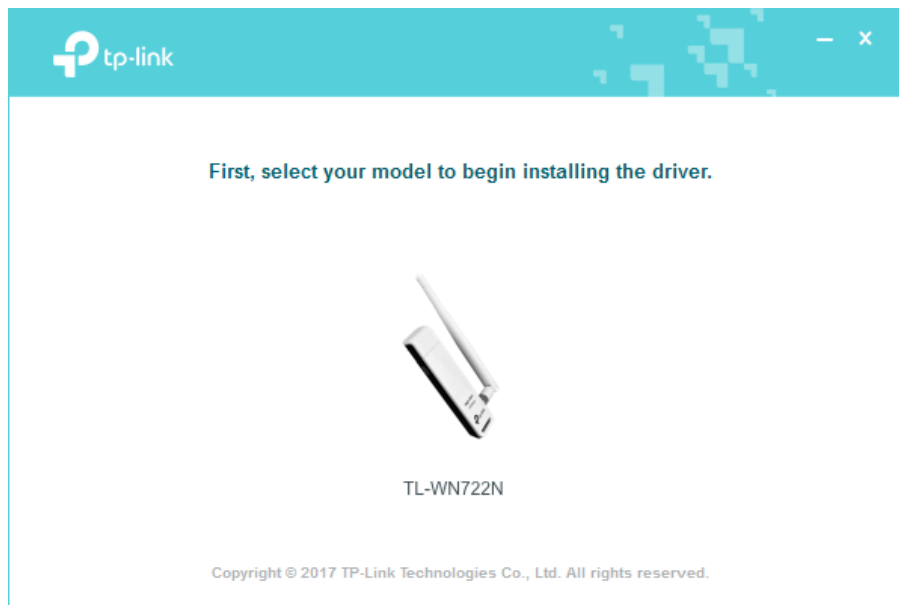 tp-link
First, select your model to begin installing the driver.
TL-WN722N
Copyright © 2017 TP-Link Technologies Co., Ltd. All rights reserved.